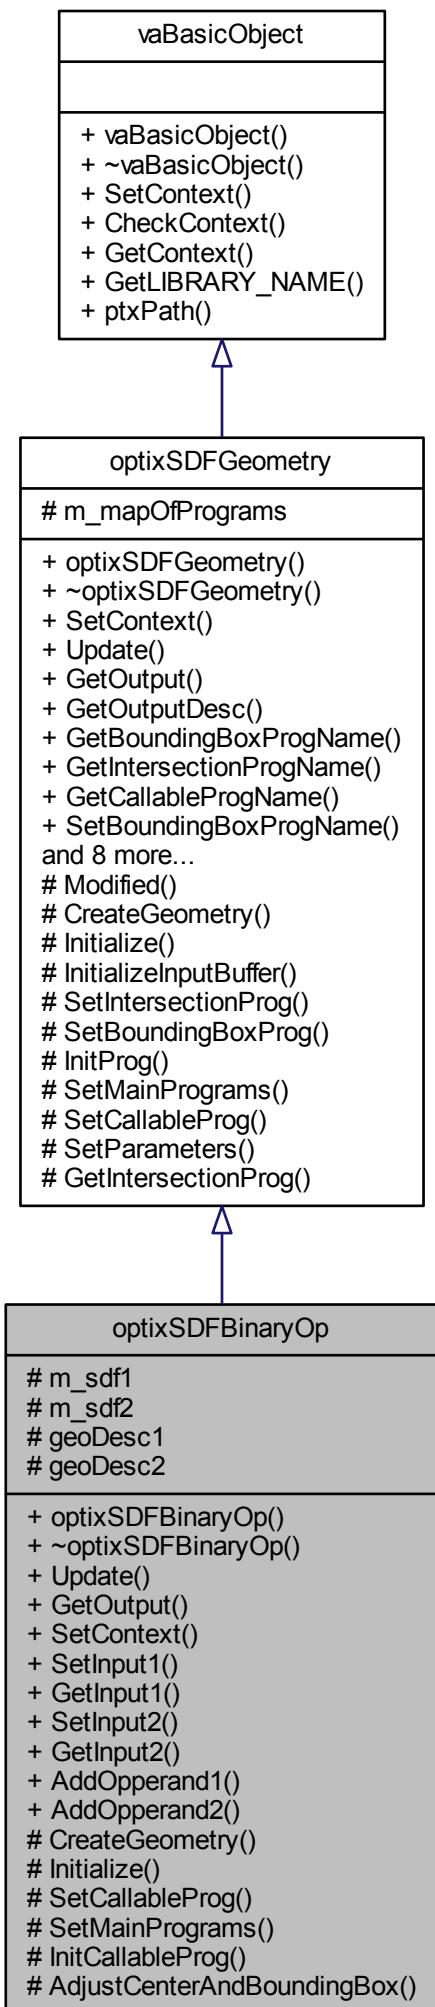 vaBasicObject
+ vaBasicObject()
+ ~vaBasicObject()
+ SetContext()
+ CheckContext()
+ GetContext()
+ GetLIBRARY_NAME()
+ ptxPath()
optixSDFGeometry
# m_mapOfPrograms
+ optixSDFGeometry()
+ ~optixSDFGeometry()
+ SetContext()
+ Update()
+ GetOutput()
+ GetOutputDesc()
+ GetBoundingBoxProgName()
+ GetIntersectionProgName()
+ GetCallableProgName()
+ SetBoundingBoxProgName()
and 8 more...
# Modified()
# CreateGeometry()
# Initialize()
# InitializeInputBuffer()
# SetIntersectionProg()
# SetBoundingBoxProg()
# InitProg()
# SetMainPrograms()
# SetCallableProg()
# SetParameters()
# GetIntersectionProg()
optixSDFBinaryOp
# m_sdf1
# m_sdf2
# geoDesc1
# geoDesc2
+ optixSDFBinaryOp()
+ ~optixSDFBinaryOp()
+ Update()
+ GetOutput()
+ SetContext()
+ SetInput1()
+ GetInput1()
+ SetInput2()
+ GetInput2()
+ AddOpperand1()
+ AddOpperand2()
# CreateGeometry()
# Initialize()
# SetCallableProg()
# SetMainPrograms()
# InitCallableProg()
# AdjustCenterAndBoundingBox()